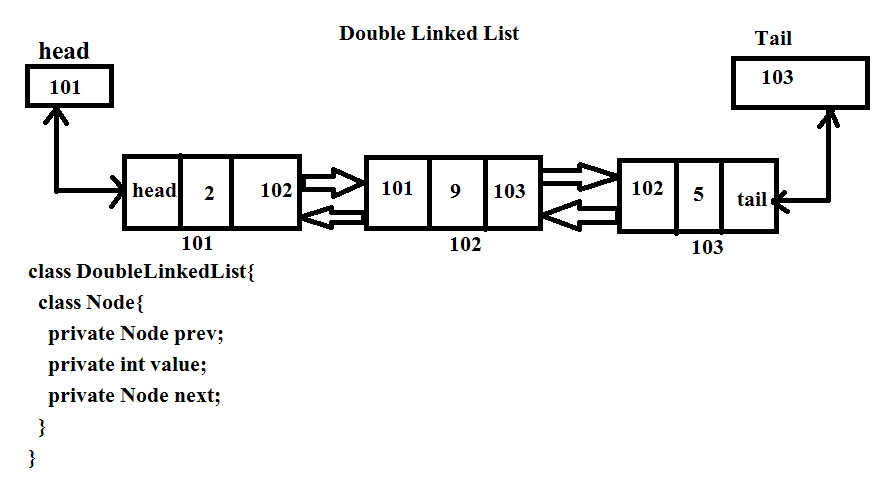 Double Linked List
head
Tail
101
103
head 2 102
101 9 103
102 5 tail
101
102
103
class DoubleLinkedList{
class Node{
private Node prev;
private int value;
private Node next;
}
}